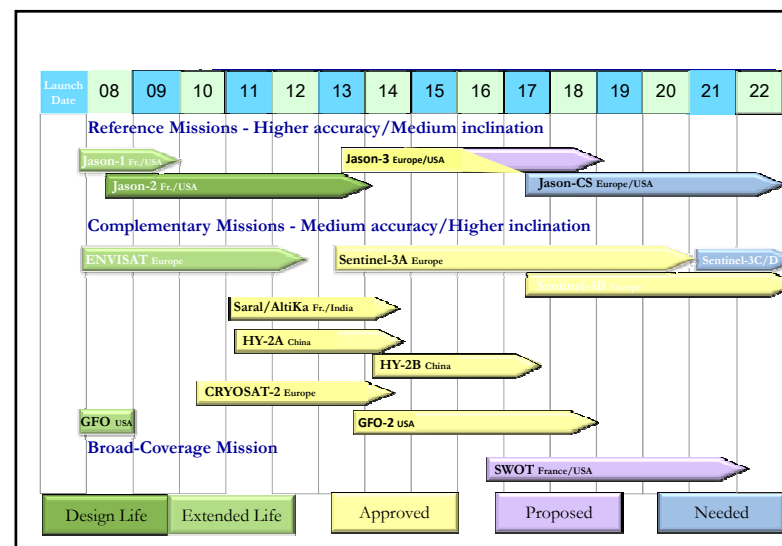 Launch Date 08 09 10 11 12 13 14 15 16 17 18 19 20 21 22
Reference Missions - Higher accuracy/Medium inclination
Jason-1 Fr./USA
Jason-3 Europe/USA
Jason-2 Fr./USA
Jason-CS Europe/USA
Complementary Missions - Medium accuracy/Higher inclination
ENVISAT Europe
Sentinel-3A Europe
Sentinel-3C/D
Sentinel-3B Europe
Saral/AltiKa Fr./India
HY-2A China
HY-2B China
CRYOSAT-2 Europe
GFO USA
GFO-2 USA
Broad-Coverage Mission
SWOT France/USA
Design Life
Extended Life
Approved
Proposed
Needed